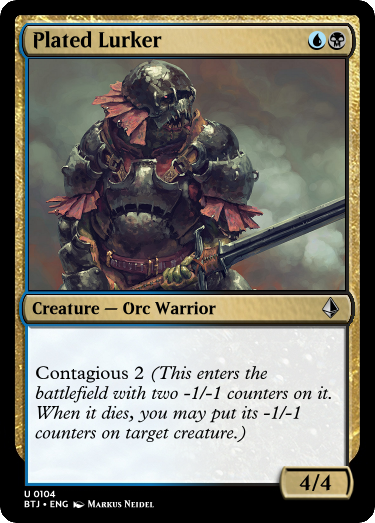 Plated Lurker
Creature — Orc Warrior
Contagious 2 (This enters the
battlefield with two -1/-1 counters on it.
When it dies, you may put its -1/-1
counters on target creature.)
4/4
U 0104
BTJ • ENG Markus Neidel